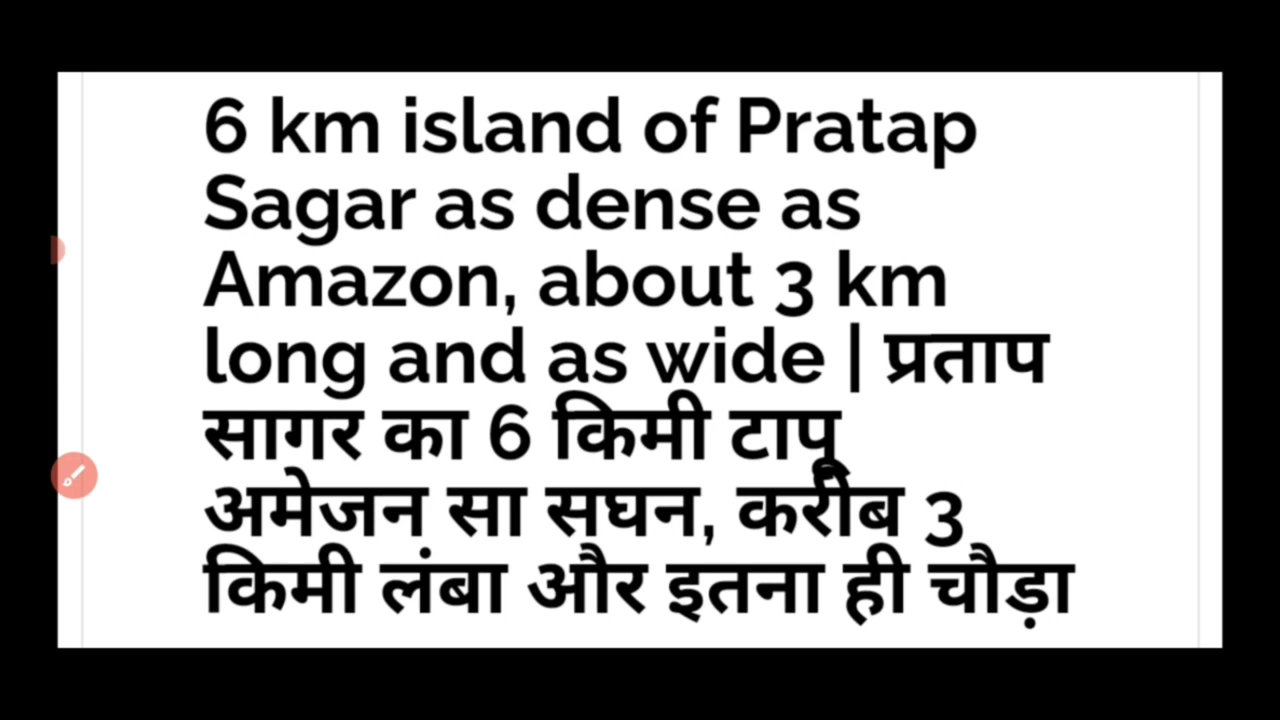 6 km island of Pratap
Sagar as dense as
Amazon, about 3 km
long and as wide | प्रताप
सागर का 6 किमी टापू
अमेजन सा सघन, करीब 3
किमी लंबा और इतना ही चौड़ा